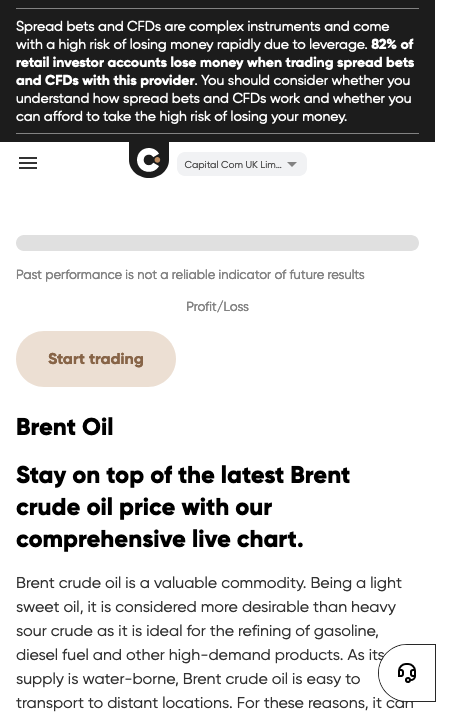 Spread bets and CFDs are complex instruments and come
with a high risk of losing money rapidly due to leverage. 82% of
retail investor accounts lose money when trading spread bets
and CFDs with this provider. You should consider whether you
understand how spread bets and CFDs work and whether you
can afford to take the high risk of losing your money.
Capital Com UK Lim...
Past performance is not a reliable indicator of future results
Profit/Loss
Start trading
Brent Oil
Stay on top of the latest Brent
crude oil price with our
comprehensive live chart.
Brent crude oil is a valuable commodity. Being a light
sweet oil, it is considered more desirable than heavy
sour crude as it is ideal for the refining of gasoline,
diesel fuel and other high-demand products. As its
supply is water-borne, Brent crude oil is easy to
transport to distant locations. For these reasons, it can